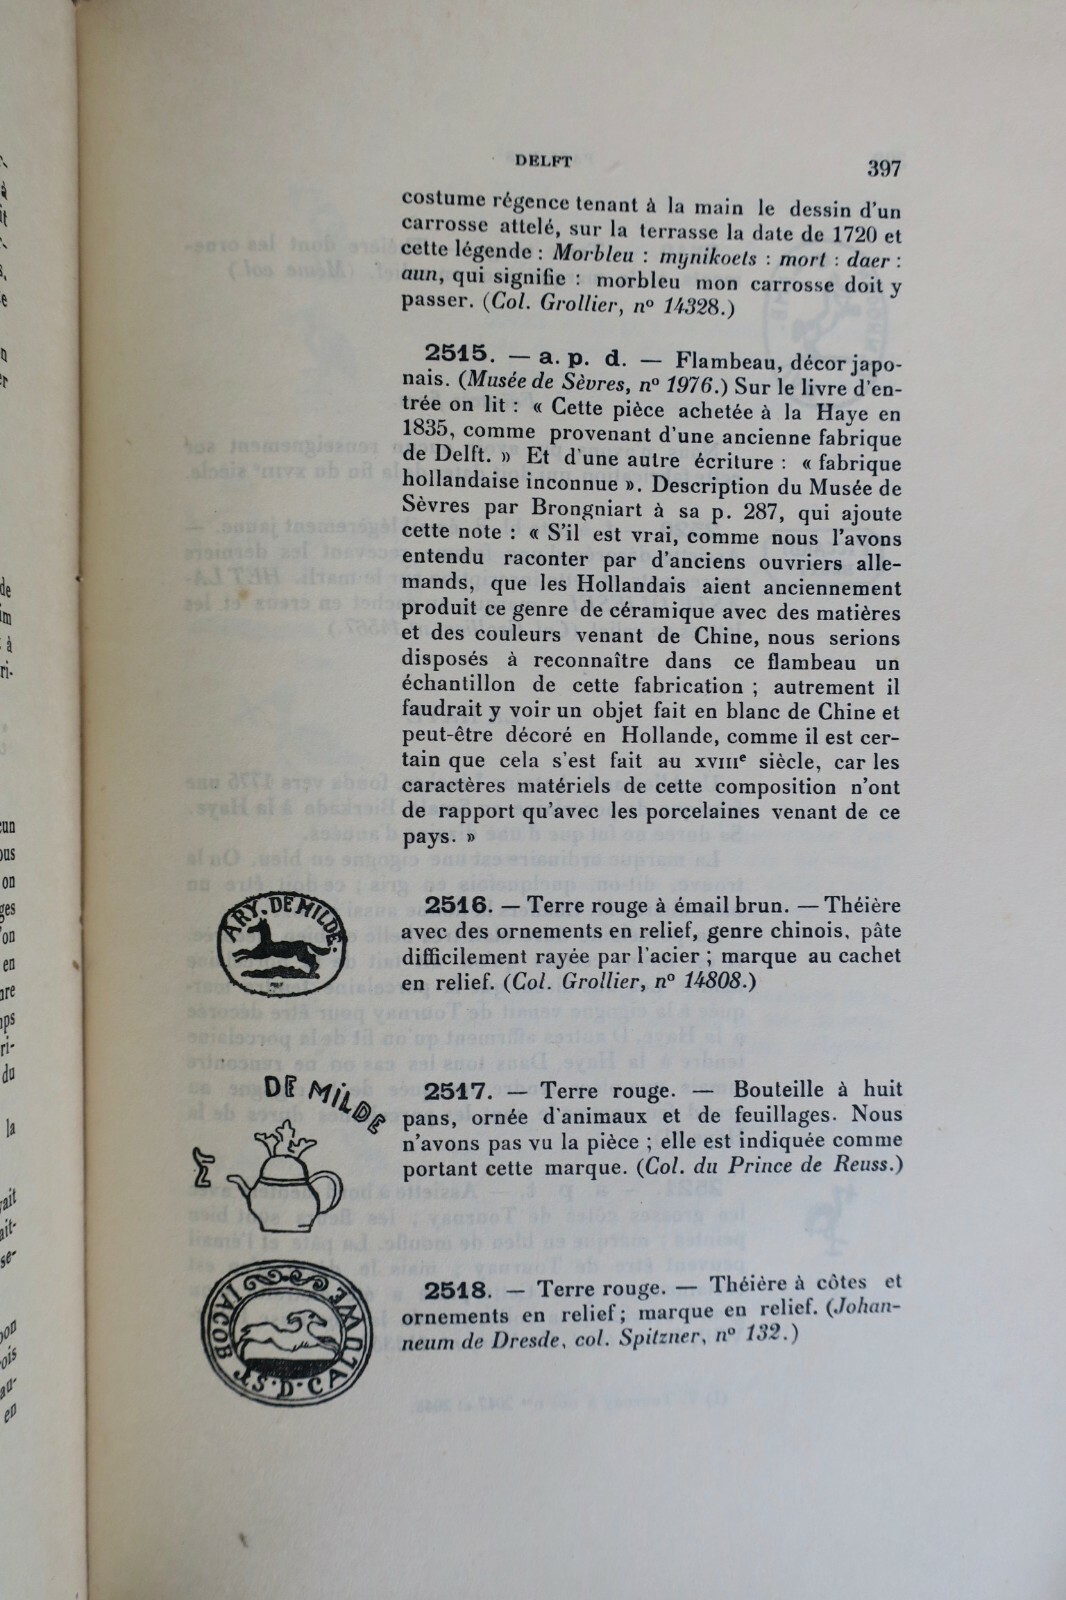 DELFT
397
costume régence tenant à la main le dessin d'un
carrosse attelé, sur la terrasse la date de 1720 et
cette légende : Morbleu : mynikoets : mort : daer :
aun, qui signifie : morbleu mon carrosse doit y
passer. (Col. Grollier, nº 14328.)
2515. — a. p. d. — Flambeau, décor japo-
nais. (Musée de Sèvres, nº 1976.) Sur le livre d'en-
trée on lit : « Cette pièce achetée à la Haye en
1835, comme provenant d'une ancienne fabrique
de Delft. » Et d'une autre écriture : « fabrique
hollandaise inconnue ». Description du Musée de
Sèvres par Brongniart à sa p. 287, qui ajoute
cette note : « S'il est vrai, comme nous l'avons
entendu raconter par d'anciens ouvriers alle-
mands, que les Hollandais aient anciennement
produit ce genre de céramique avec des matières
et des couleurs venant de Chine, nous serions
disposés à reconnaître dans ce flambeau un
échantillon de cette fabrication ; autrement il
faudrait y voir un objet fait en blanc de Chine et
peut-être décoré en Hollande, comme il est cer-
tain que cela s'est fait au XVIIIe siècle, car les
caractères matériels de cette composition n'ont
de rapport qu'avec les porcelaines venant de ce
pays. »
ARY. DE MILDE.
2516. — Terre rouge à émail brun. — Théière
avec des ornements en relief, genre chinois, pâte
difficilement rayée par l'acier ; marque au cachet
en relief. (Col. Grollier, nº 14808.)
DE MILDE
2517. — Terre rouge. — Bouteille à huit
pans, ornée d'animaux et de feuillages. Nous
n'avons pas vu la pièce ; elle est indiquée comme
portant cette marque. (Col. du Prince de Reuss.)
IACOBUS·D·CALUWE
2518. — Terre rouge. — Théière à côtes et
ornements en relief ; marque en relief. (Johan-
neum de Dresde, col. Spitzner, nº 132.)